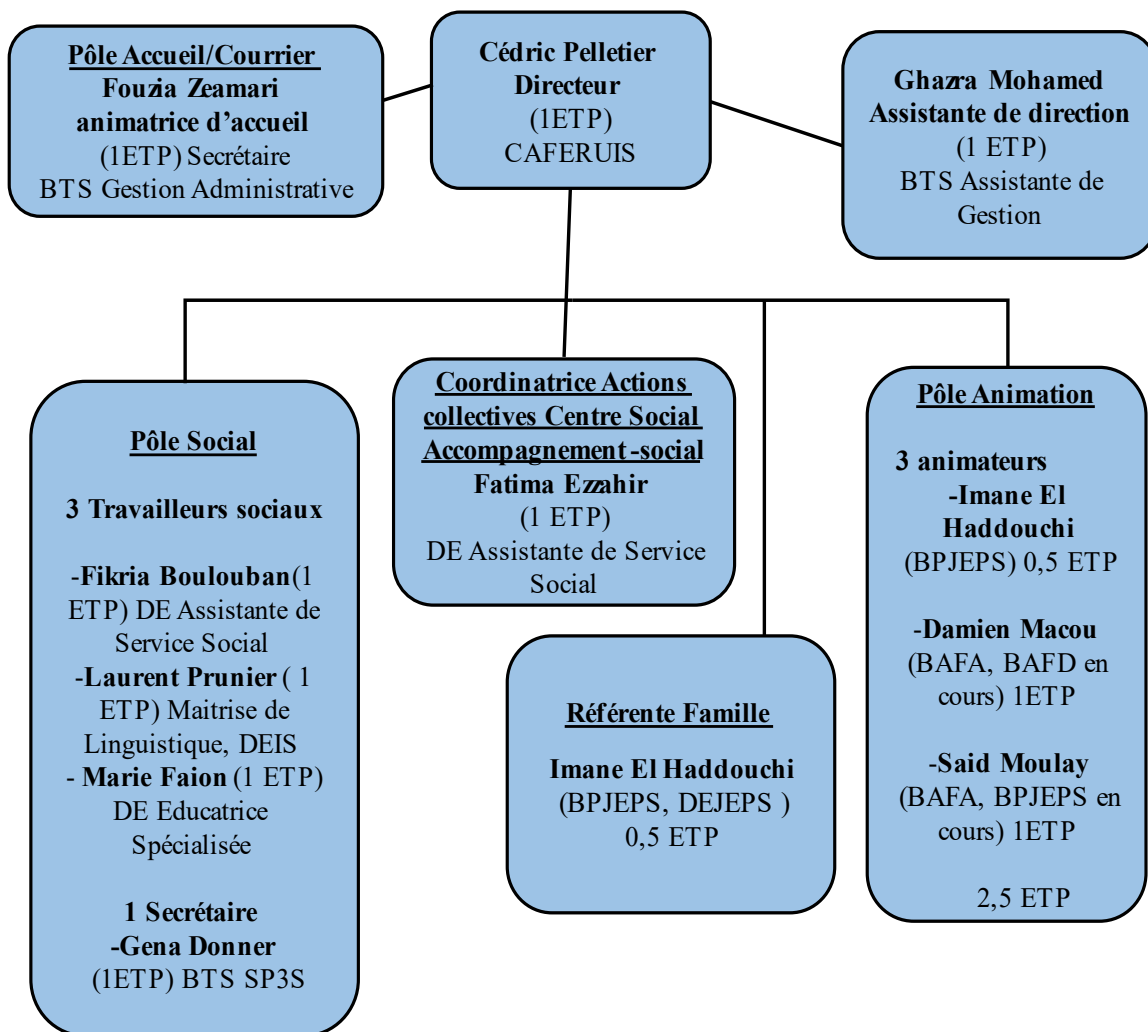 Pôle Accueil/Courrier
Fouzia Zeamari
animatrice d’accueil
(1ETP) Secrétaire
BTS Gestion Administrative
Cédric Pelletier
Directeur
(1ETP)
CAFERUIS
Ghazra Mohamed
Assistante de direction
(1 ETP)
BTS Assistante de
Gestion
Pôle Social
3 Travailleurs sociaux
-Fikria Boulouban(1
ETP) DE Assistante de
Service Social
-Laurent Prunier ( 1
ETP) Maitrise de
Linguistique, DEIS
- Marie Faion (1 ETP)
DE Educatrice
Spécialisée
1 Secrétaire
-Gena Donner
(1ETP) BTS SP3S
Coordinatrice Actions
collectives Centre Social
Accompagnement-social
Fatima Ezzahir
(1 ETP)
DE Assistante de Service
Social
Référente Famille
Imane El Haddouchi
(BPJEPS, DEJEPS )
0,5 ETP
Pôle Animation
3 animateurs
-Imane El
Haddouchi
(BPJEPS) 0,5 ETP
-Damien Macou
(BAFA, BAFD en
cours) 1ETP
-Said Moulay
(BAFA, BPJEPS en
cours) 1ETP
2,5 ETP